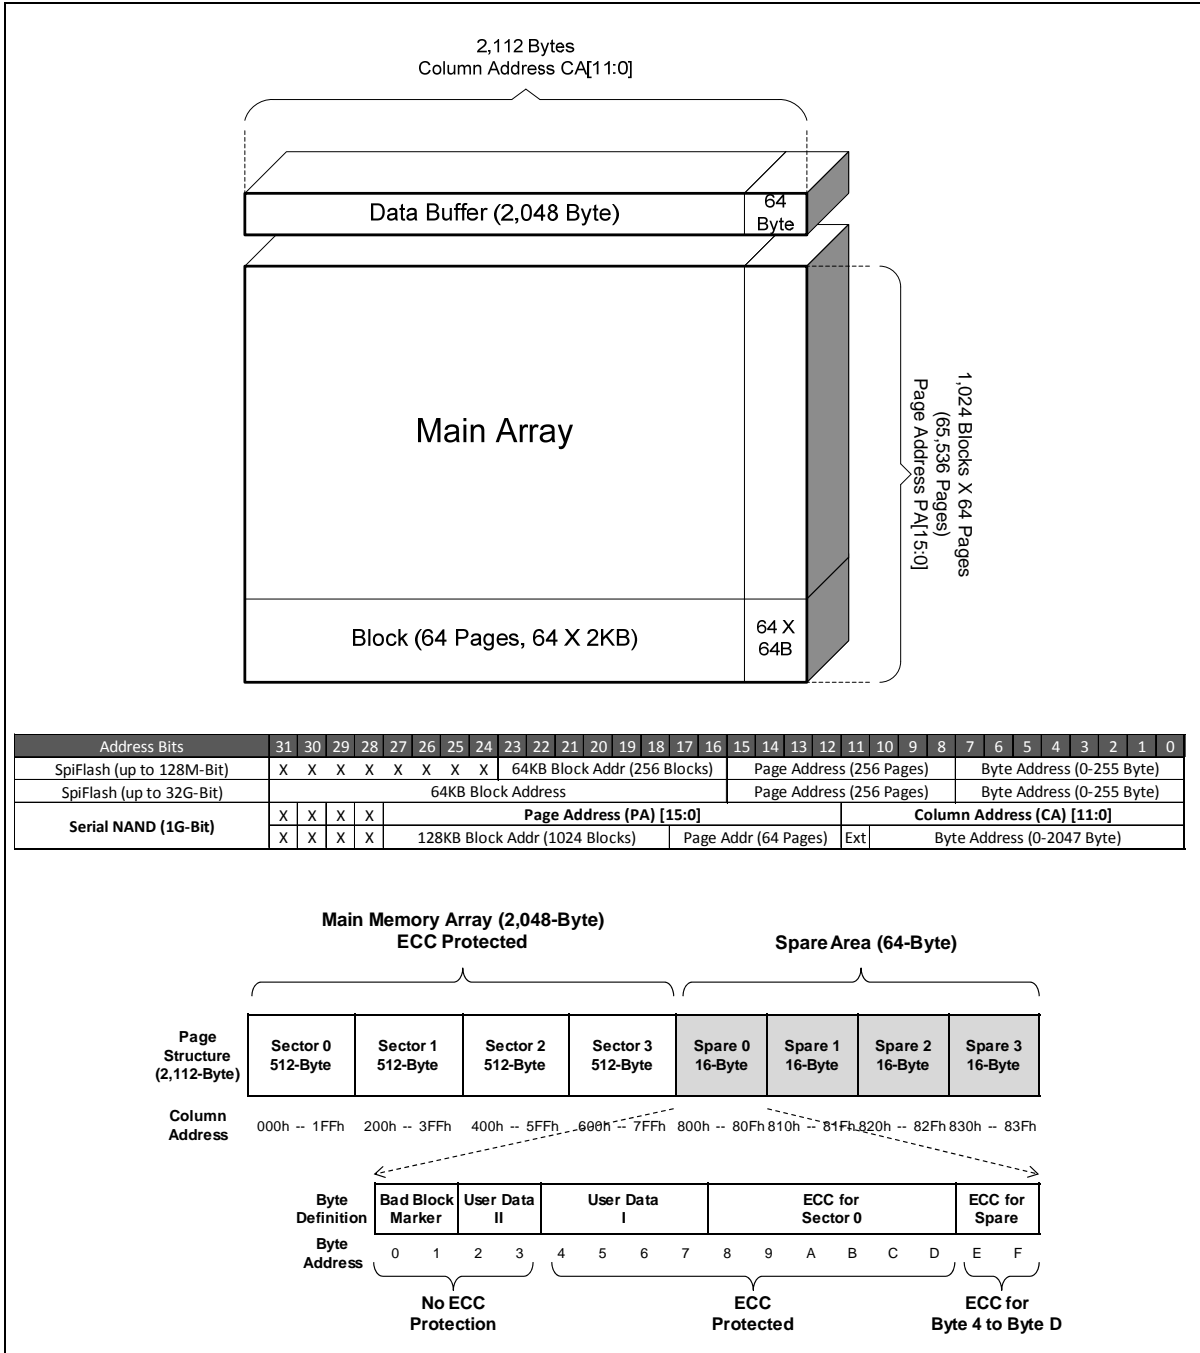 2,112 Bytes
Column Address CA[11:0]
Data Buffer (2,048 Byte)
64
Byte
Main Array
1,024 Blocks X 64 Pages
(65,536 Pages)
Page Address PA[15:0]
Block (64 Pages, 64 X 2KB)
64 X
64B
Address Bits 31 30 29 28 27 26 25 24 23 22 21 20 19 18 17 16 15 14 13 12 11 10 9 8 7 6 5 4 3 2 1 0
SpiFlash (up to 128M-Bit) X X X X X X X X 64KB Block Addr (256 Blocks) Page Address (256 Pages) Byte Address (0-255 Byte)
SpiFlash (up to 32G-Bit) 64KB Block Address Page Address (256 Pages) Byte Address (0-255 Byte)
Serial NAND (1G-Bit) X X X X Page Address (PA) [15:0] Column Address (CA) [11:0]
X X X X 128KB Block Addr (1024 Blocks) Page Addr (64 Pages) Ext Byte Address (0-2047 Byte)
Main Memory Array (2,048-Byte)
ECC Protected
Spare Area (64-Byte)
Page
Structure
(2,112-Byte)
Sector 0
512-Byte
Sector 1
512-Byte
Sector 2
512-Byte
Sector 3
512-Byte
Spare 0
16-Byte
Spare 1
16-Byte
Spare 2
16-Byte
Spare 3
16-Byte
Column
Address
000h -- 1FFh 200h -- 3FFh 400h -- 5FFh 600h -- 7FFh 800h -- 80Fh 810h -- 81Fh 820h -- 82Fh 830h -- 83Fh
Byte
Definition
Bad Block
Marker
User Data
II
User Data
I
ECC for
Sector 0
ECC for
Spare
Byte
Address
0 1 2 3 4 5 6 7 8 9 A B C D E F
No ECC
Protection
ECC
Protected
ECC for
Byte 4 to Byte D